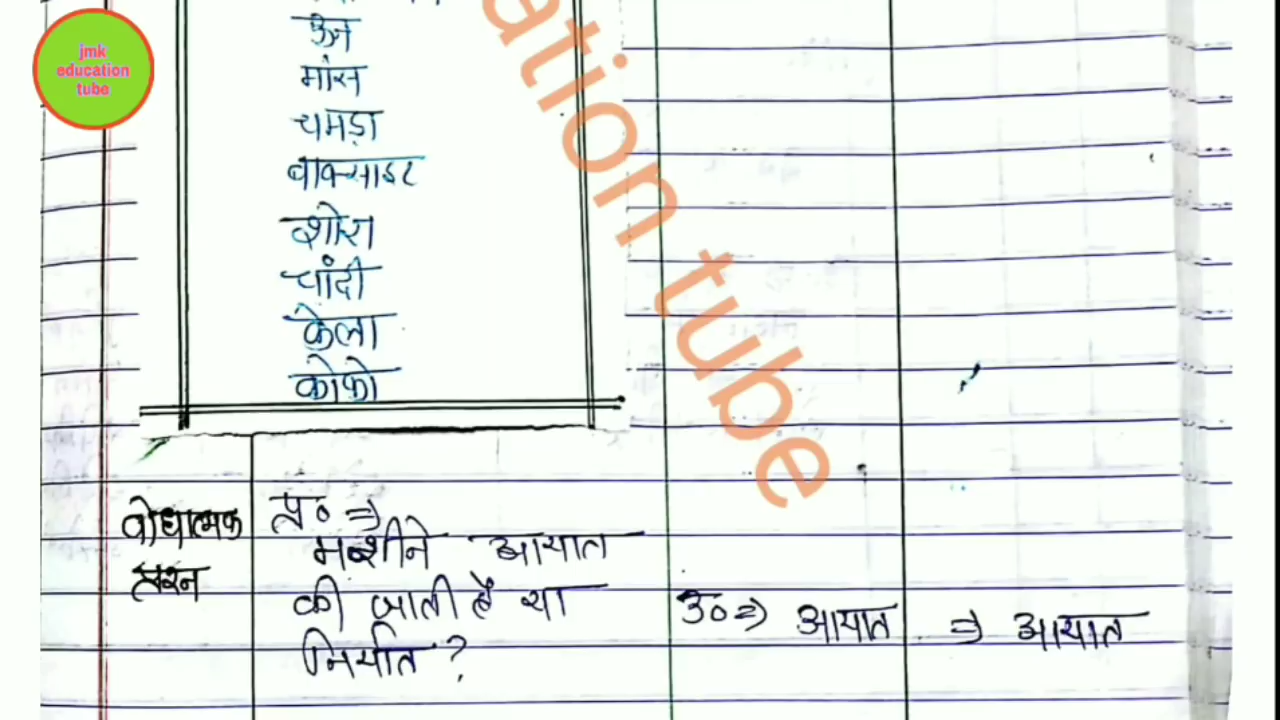 jmk
education
tube
ऊन
मांस
चमड़ा
बाक्साइट
शोरा
चांदी
केला
कोको
ation tube
बोधात्मक
प्रश्न
प्र० ⇒
मशीने आयात
की जाती है या
निर्यात ?
उ० ⇒ आयात ⇒ आयात